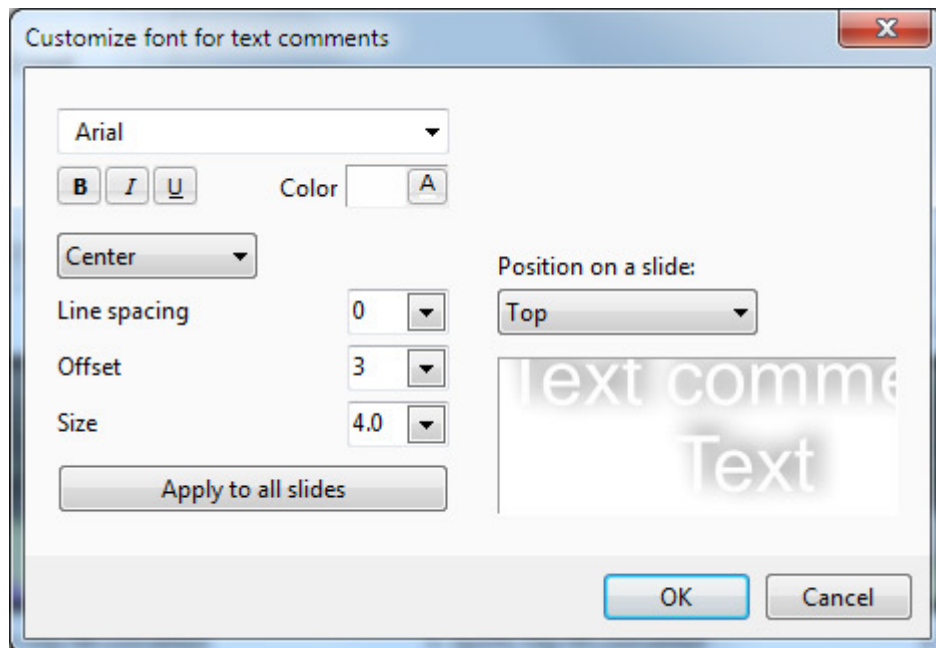 Customize font for text comments
Arial
B I U Color A
Center
Position on a slide:
Line spacing 0
Top
Offset 3
Text comme
Size 4.0
Text
Apply to all slides
OK Cancel